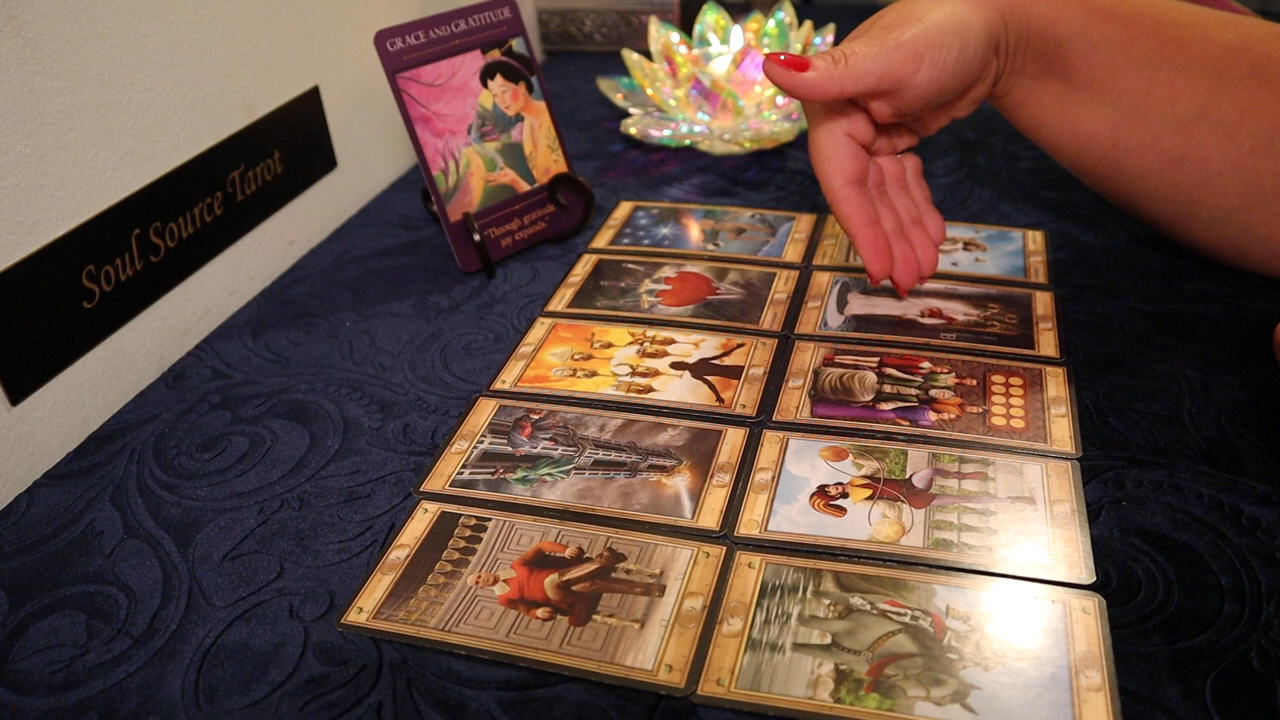 Soul Source Tarot
GRACE AND GRATITUDE
"Through gratitude,
joy expands."